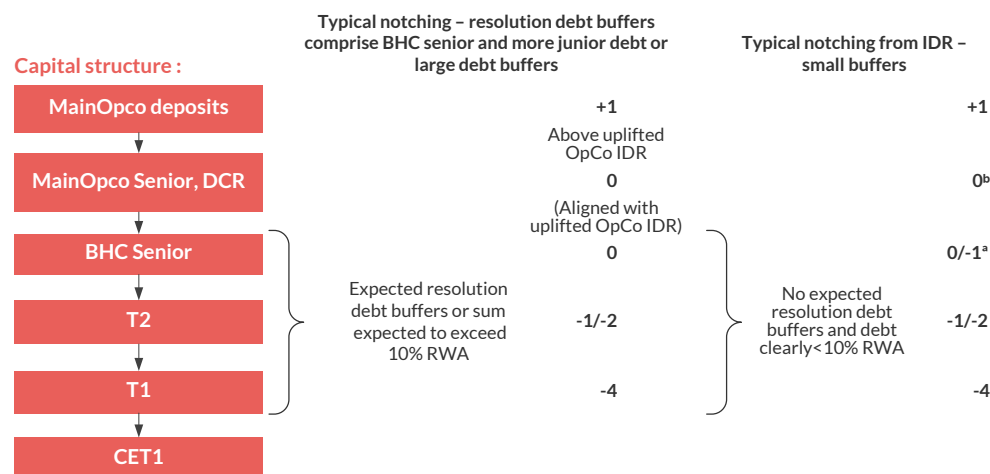 Typical notching – resolution debt buffers
comprise BHC senior and more junior debt or
large debt buffers
Typical notching from IDR –
small buffers
Capital structure :
MainOpco deposits
+1
+1
Above uplifted
OpCo IDR
MainOpco Senior, DCR
0
0ᵇ
(Aligned with
uplifted OpCo IDR)
BHC Senior
0
0/-1ᵃ
Expected resolution
debt buffers or sum
expected to exceed
10% RWA
No expected
resolution debt
buffers and debt
clearly<10% RWA
T2
-1/-2
-1/-2
T1
-4
-4
CET1